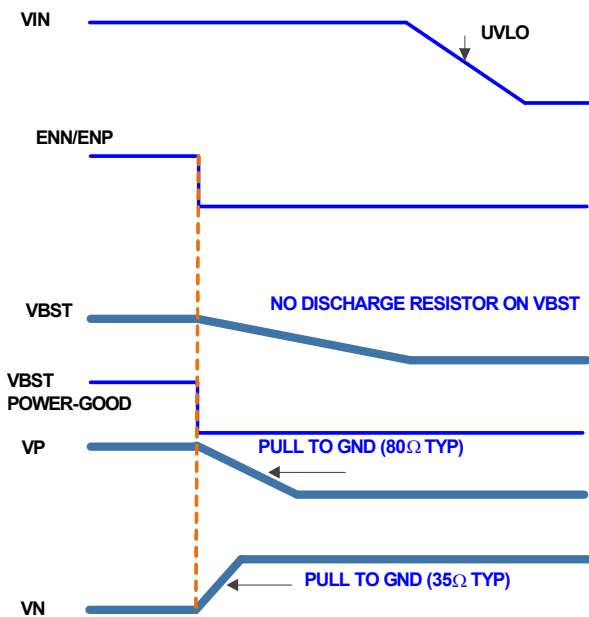 VIN
UVLO
ENN/ENP
VBST
NO DISCHARGE RESISTOR ON VBST
VBST
POWER-GOOD
VP
PULL TO GND (80Ω TYP)
PULL TO GND (35Ω TYP)
VN